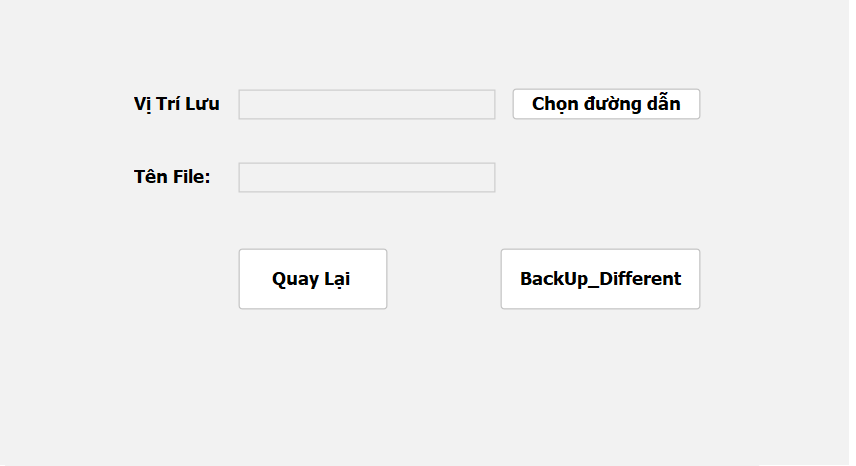 Vị Trí Lưu
Chọn đường dẫn
Tên File:
Quay Lại
BackUp_Different